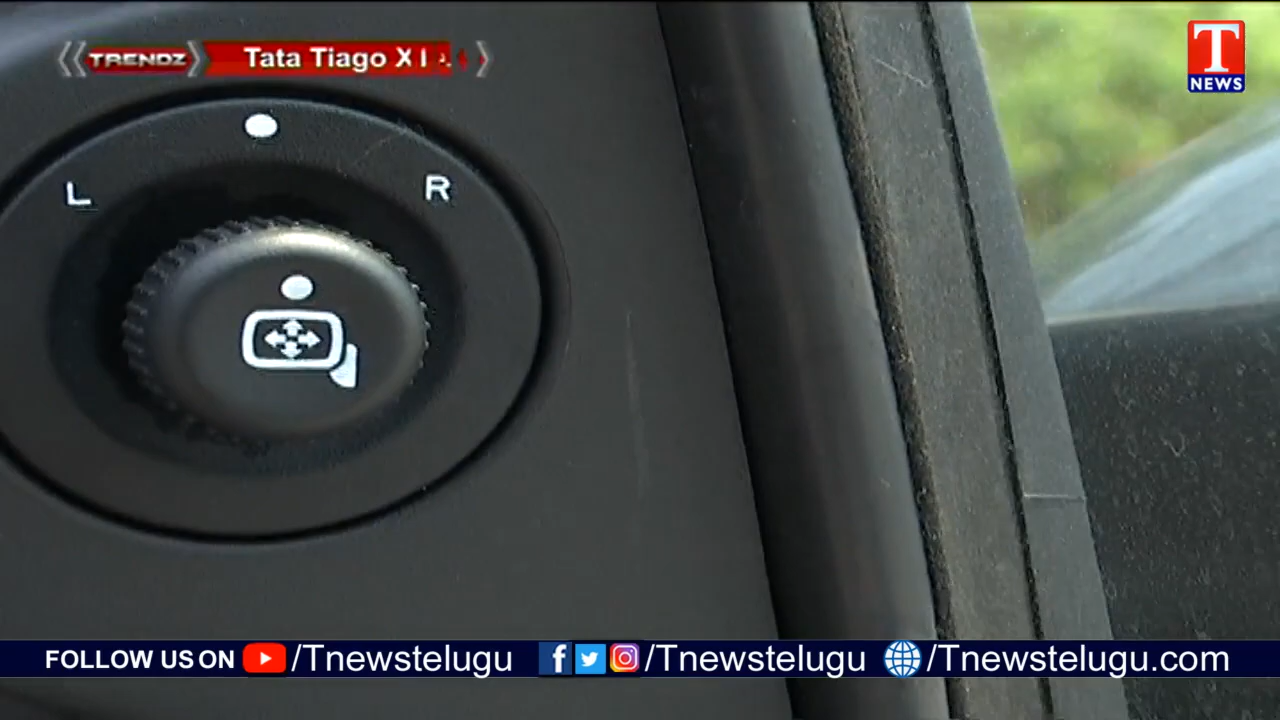 TRENDZ
Tata Tiago X
T
NEWS
L
R
FOLLOW US ON
/Tnewstelugu
/Tnewstelugu
/Tnewstelugu.com